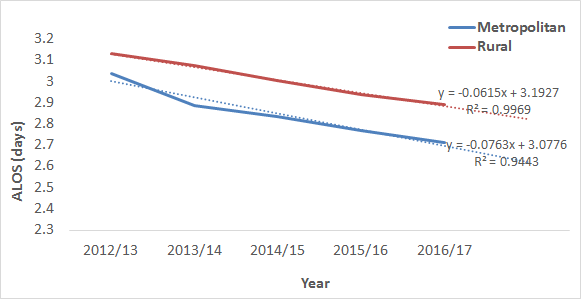 Metropolitan
Rural
3.2
3.1
3
2.9
2.8
2.7
2.6
2.5
2.4
2.3
ALOS (days)
y = -0.0615x + 3.1927
R² = 0.9969
y = -0.0763x + 3.0776
R² = 0.9443
2012/13 2013/14 2014/15 2015/16 2016/17
Year